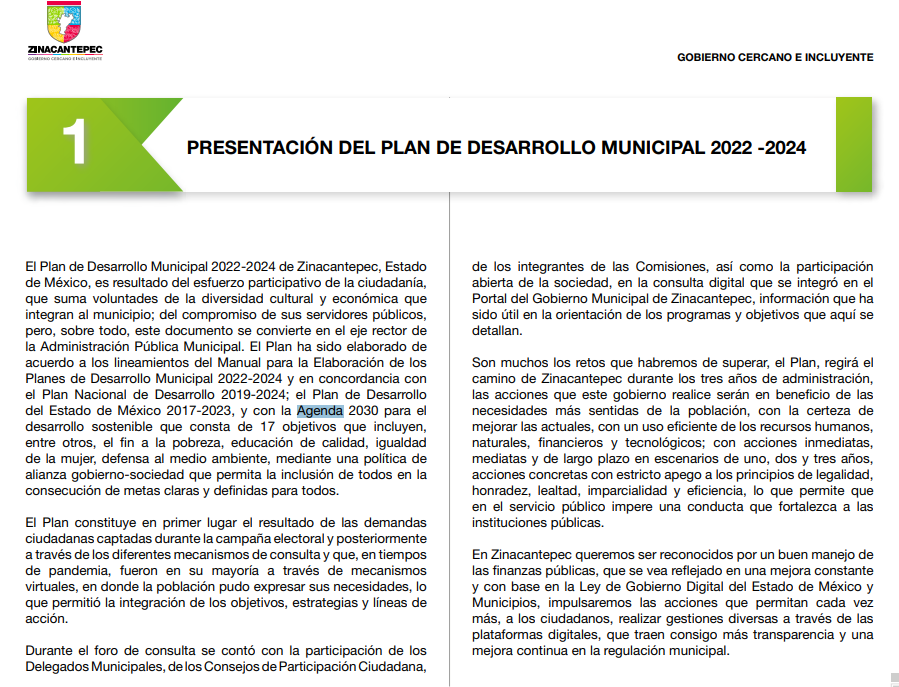 ZINACANTEPEC
GOBIERNO CERCANO E INCLUYENTE
GOBIERNO CERCANO E INCLUYENTE
1
PRESENTACIÓN DEL PLAN DE DESARROLLO MUNICIPAL 2022 -2024
El Plan de Desarrollo Municipal 2022-2024 de Zinacantepec, Estado
de México, es resultado del esfuerzo participativo de la ciudadanía,
que suma voluntades de la diversidad cultural y económica que
integran al municipio; del compromiso de sus servidores públicos,
pero, sobre todo, este documento se convierte en el eje rector de
la Administración Pública Municipal. El Plan ha sido elaborado de
acuerdo a los lineamientos del Manual para la Elaboración de los
Planes de Desarrollo Municipal 2022-2024 y en concordancia con
el Plan Nacional de Desarrollo 2019-2024; el Plan de Desarrollo
del Estado de México 2017-2023, y con la Agenda 2030 para el
desarrollo sostenible que consta de 17 objetivos que incluyen,
entre otros, el fin a la pobreza, educación de calidad, igualdad
de la mujer, defensa al medio ambiente, mediante una política de
alianza gobierno-sociedad que permita la inclusión de todos en la
consecución de metas claras y definidas para todos.
El Plan constituye en primer lugar el resultado de las demandas
ciudadanas captadas durante la campaña electoral y posteriormente
a través de los diferentes mecanismos de consulta y que, en tiempos
de pandemia, fueron en su mayoría a través de mecanismos
virtuales, en donde la población pudo expresar sus necesidades, lo
que permitió la integración de los objetivos, estrategias y líneas de
acción.
Durante el foro de consulta se contó con la participación de los
Delegados Municipales, de los Consejos de Participación Ciudadana,
de los integrantes de las Comisiones, así como la participación
abierta de la sociedad, en la consulta digital que se integró en el
Portal del Gobierno Municipal de Zinacantepec, información que ha
sido útil en la orientación de los programas y objetivos que aquí se
detallan.
Son muchos los retos que habremos de superar, el Plan, regirá el
camino de Zinacantepec durante los tres años de administración,
las acciones que este gobierno realice serán en beneficio de las
necesidades más sentidas de la población, con la certeza de
mejorar las actuales, con un uso eficiente de los recursos humanos,
naturales, financieros y tecnológicos; con acciones inmediatas,
mediatas y de largo plazo en escenarios de uno, dos y tres años,
acciones concretas con estricto apego a los principios de legalidad,
honradez, lealtad, imparcialidad y eficiencia, lo que permite que
en el servicio público impere una conducta que fortalezca a las
instituciones públicas.
En Zinacantepec queremos ser reconocidos por un buen manejo de
las finanzas públicas, que se vea reflejado en una mejora constante
y con base en la Ley de Gobierno Digital del Estado de México y
Municipios, impulsaremos las acciones que permitan cada vez
más, a los ciudadanos, realizar gestiones diversas a través de las
plataformas digitales, que traen consigo más transparencia y una
mejora continua en la regulación municipal.